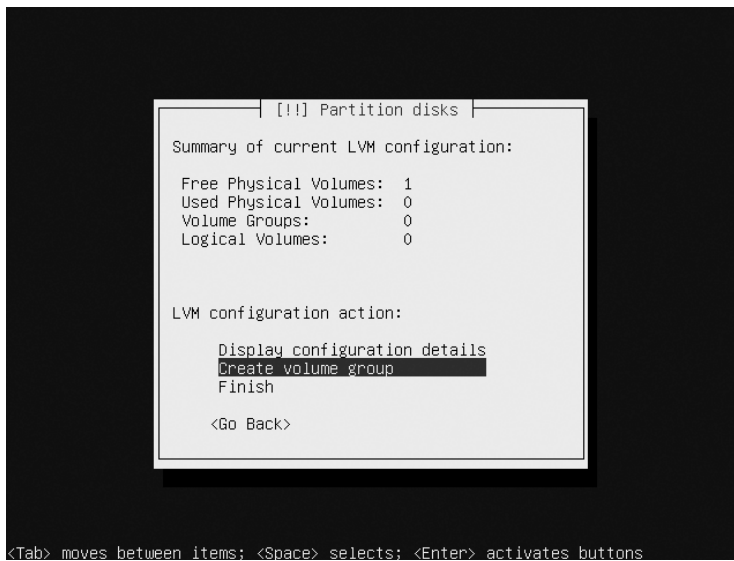 [!!] Partition disks
Summary of current LVM configuration:
Free Physical Volumes: 1
Used Physical Volumes: 0
Volume Groups: 0
Logical Volumes: 0
LVM configuration action:
Display configuration details
Create volume group
Finish
<Go Back>
<Tab> moves between items; <Space> selects; <Enter> activates buttons